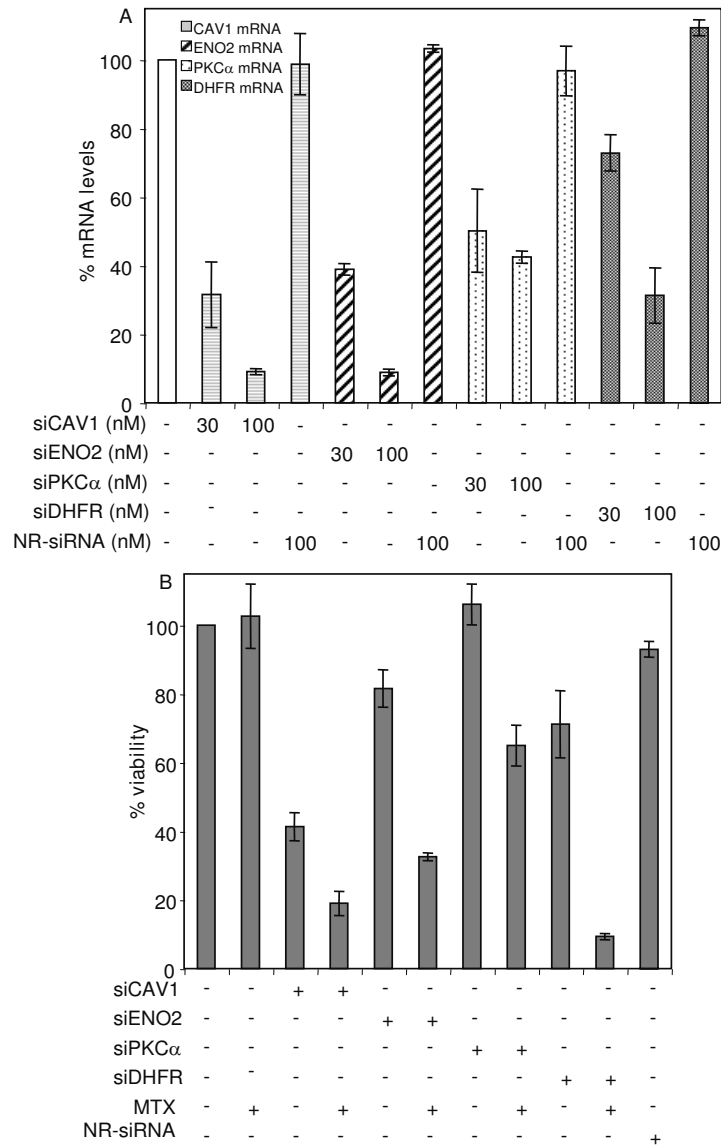 A
CAV1 mRNA
ENO2 mRNA
PKCα mRNA
DHFR mRNA
% mRNA levels
100
80
60
40
20
0
siCAV1 (nM) - 30 100 - - - - - - - - - -
siENO2 (nM) - - - - 30 100 - - - - - - -
siPKCα (nM) - - - - - - - 30 100 - - - -
siDHFR (nM) - - - - - - - - - - 30 100 -
NR-siRNA (nM) - - - 100 - - 100 - - 100 - - 100
B
% viability
100
80
60
40
20
0
siCAV1 - - + + - - - - - - -
siENO2 - - - - + + - - - - -
siPKCα - - - - - - + + - - -
siDHFR - - - - - - - - + + -
MTX - + - + - + - + - + -
NR-siRNA - - - - - - - - - - +